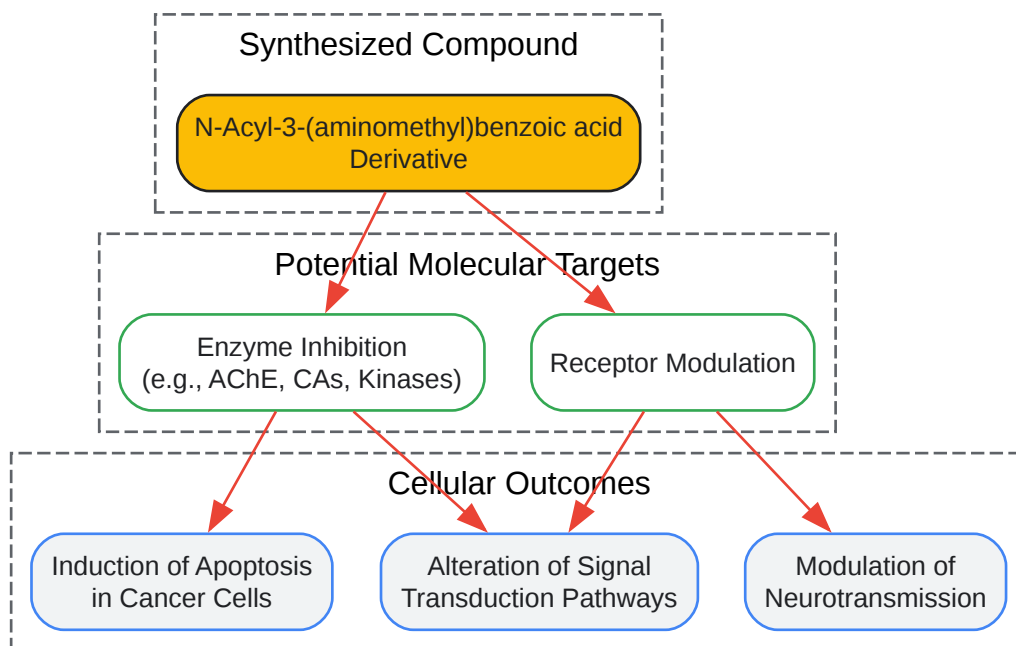 Synthesized Compound
N-Acyl-3-(aminomethyl)benzoic acid
Derivative
Potential Molecular Targets
Enzyme Inhibition
(e.g., AChE, CAs, Kinases)
Receptor Modulation
Cellular Outcomes
Induction of Apoptosis
in Cancer Cells
Alteration of Signal
Transduction Pathways
Modulation of
Neurotransmission